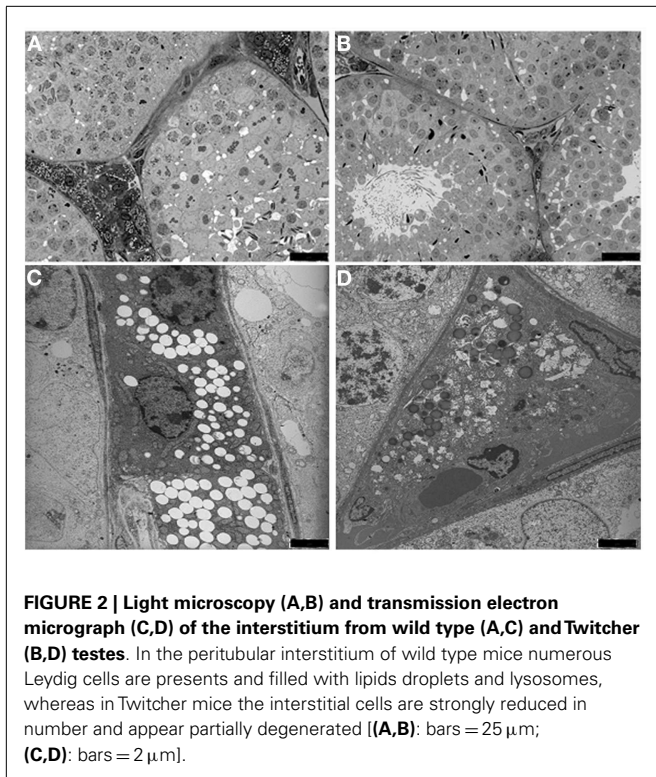 A
B
C
D
FIGURE 2 | Light microscopy (A,B) and transmission electron
micrograph (C,D) of the interstitium from wild type (A,C) and Twitcher
(B,D) testes. In the peritubular interstitium of wild type mice numerous
Leydig cells are presents and filled with lipids droplets and lysosomes,
whereas in Twitcher mice the interstitial cells are strongly reduced in
number and appear partially degenerated [(A,B): bars = 25 μm;
(C,D): bars = 2 μm].